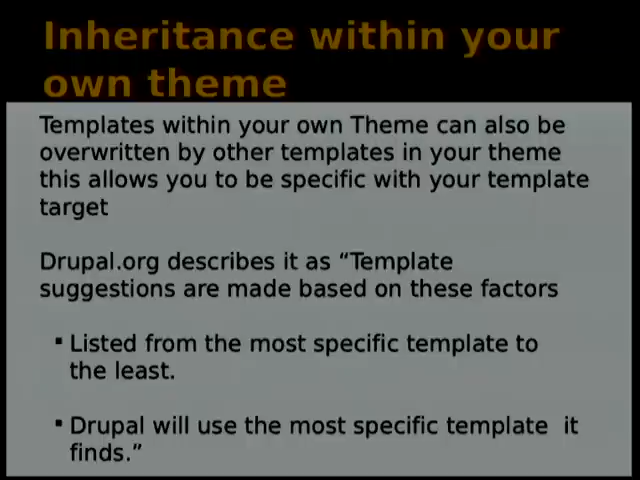 Inheritance within your
own theme
Templates within your own Theme can also be
overwritten by other templates in your theme
this allows you to be specific with your template
target
Drupal.org describes it as “Template
suggestions are made based on these factors
▪ Listed from the most specific template to
the least.
▪ Drupal will use the most specific template  it
finds.”